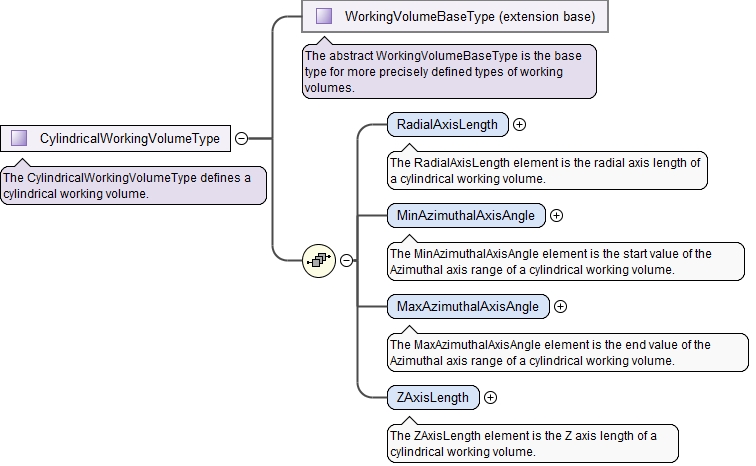 WorkingVolumeBaseType (extension base)
The abstract WorkingVolumeBaseType is the base
type for more precisely defined types of working
volumes.
CylindricalWorkingVolumeType
The CylindricalWorkingVolumeType defines a
cylindrical working volume.
RadialAxisLength
The RadialAxisLength element is the radial axis length of
a cylindrical working volume.
MinAzimuthalAxisAngle
The MinAzimuthalAxisAngle element is the start value of the
Azimuthal axis range of a cylindrical working volume.
MaxAzimuthalAxisAngle
The MaxAzimuthalAxisAngle element is the end value of the
Azimuthal axis range of a cylindrical working volume.
ZAxisLength
The ZAxisLength element is the Z axis length of a
cylindrical working volume.